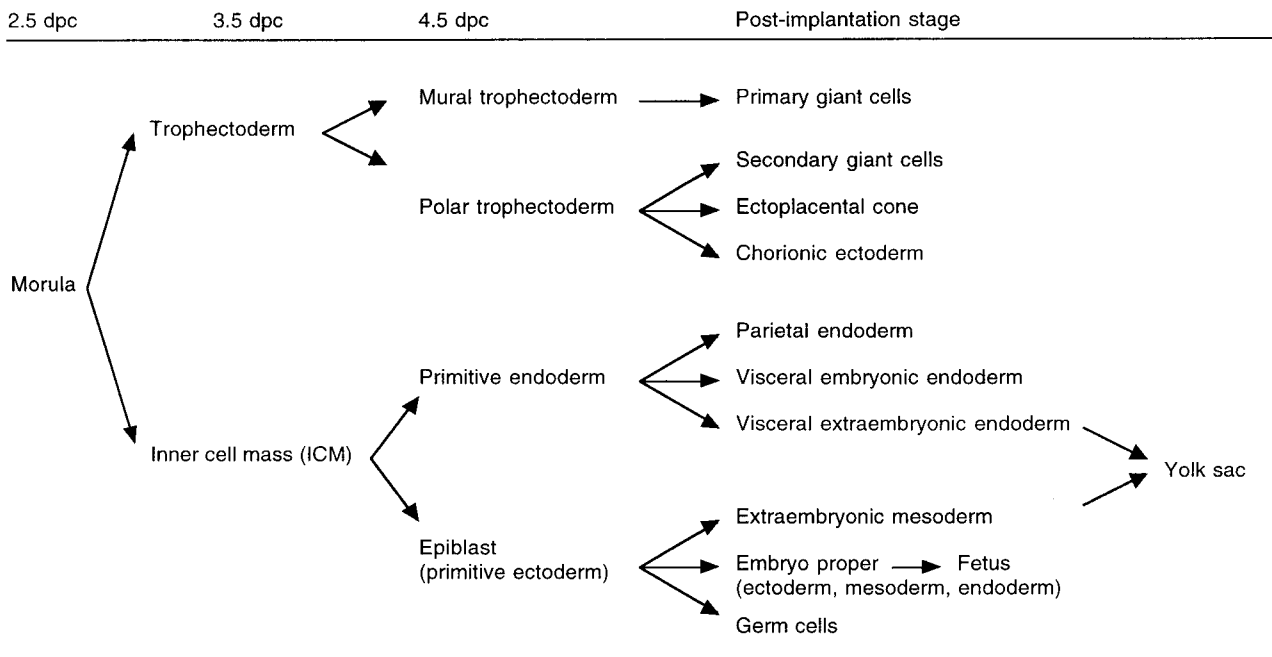 2.5 dpc 3.5 dpc 4.5 dpc Post-implantation stage
Mural trophectoderm Primary giant cells
Trophectoderm
Secondary giant cells
Polar trophectoderm Ectoplacental cone
Chorionic ectoderm
Morula
Parietal endoderm
Primitive endoderm Visceral embryonic endoderm
Visceral extraembryonic endoderm
Inner cell mass (ICM)
Yolk sac
Extraembryonic mesoderm
Epiblast
(primitive ectoderm)
Embryo proper Fetus
(ectoderm, mesoderm, endoderm)
Germ cells